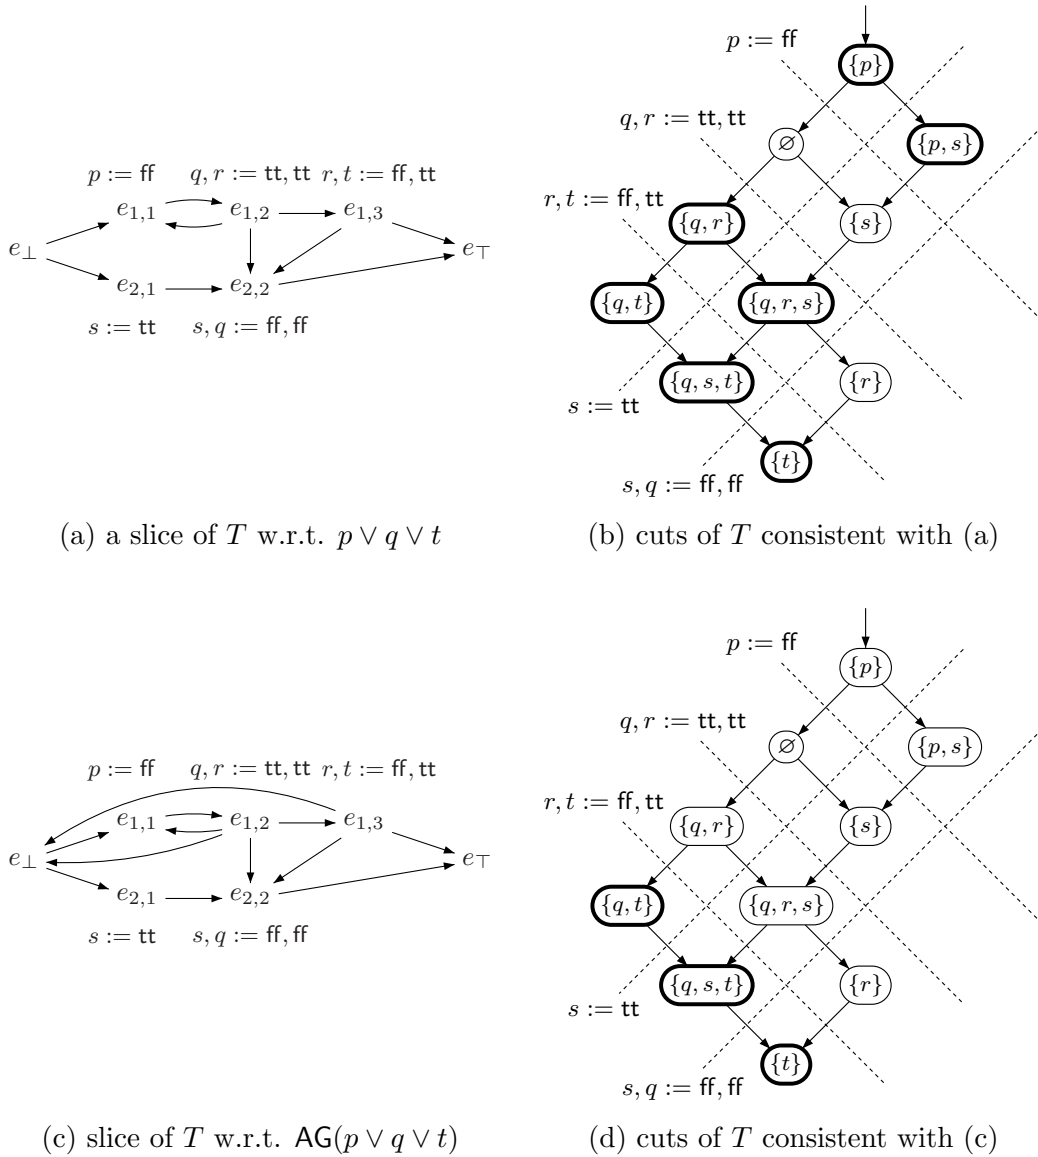 p := ff
q, r := tt, tt
r, t := ff, tt
e⊥
e1,1
e1,2
e1,3
e⊤
e2,1
e2,2
s := tt
s, q := ff, ff
(a) a slice of T w.r.t. p ∨ q ∨ t
p := ff
{p}
q, r := tt, tt
∅
{p, s}
r, t := ff, tt
{q, r}
{s}
{q, t}
{q, r, s}
{q, s, t}
{r}
s := tt
{t}
s, q := ff, ff
(b) cuts of T consistent with (a)
p := ff
q, r := tt, tt
r, t := ff, tt
e1,1
e1,2
e1,3
e⊥
e⊤
e2,1
e2,2
s := tt
s, q := ff, ff
(c) slice of T w.r.t. AG(p ∨ q ∨ t)
p := ff
{p}
q, r := tt, tt
∅
{p, s}
r, t := ff, tt
{q, r}
{s}
{q, t}
{q, r, s}
{q, s, t}
{r}
s := tt
{t}
s, q := ff, ff
(d) cuts of T consistent with (c)